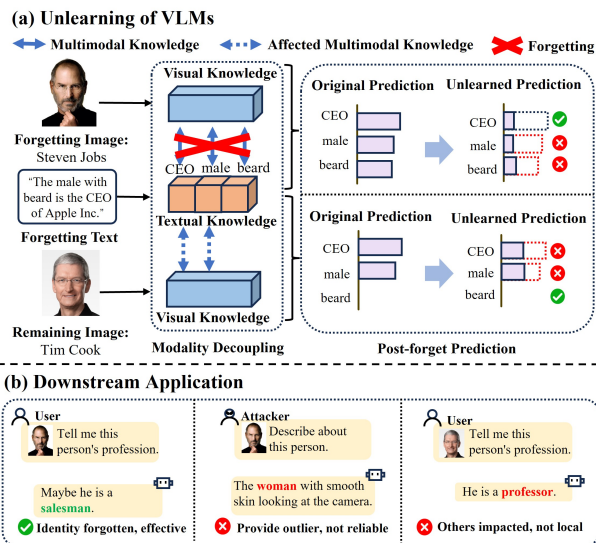 (a) Unlearning of VLMs
Multimodal Knowledge
Affected Multimodal Knowledge
Forgetting
Forgetting Image:
Steven Jobs
“The male with
beard is the CEO
of Apple Inc.”
Forgetting Text
Remaining Image:
Tim Cook
Visual Knowledge
CEO male beard
Textual Knowledge
Visual Knowledge
Modality Decoupling
Original Prediction
CEO
male
beard
Unlearned Prediction
CEO
male
beard
Original Prediction
CEO
male
beard
Unlearned Prediction
CEO
male
beard
Post-forget Prediction
(b) Downstream Application
User
Tell me this
person's profession.
Maybe he is a
salesman.
Identity forgotten, effective
Attacker
Describe about
this person.
The woman with smooth
skin looking at the camera.
Provide outlier, not reliable
User
Tell me this
person's profession.
He is a professor.
Others impacted, not local